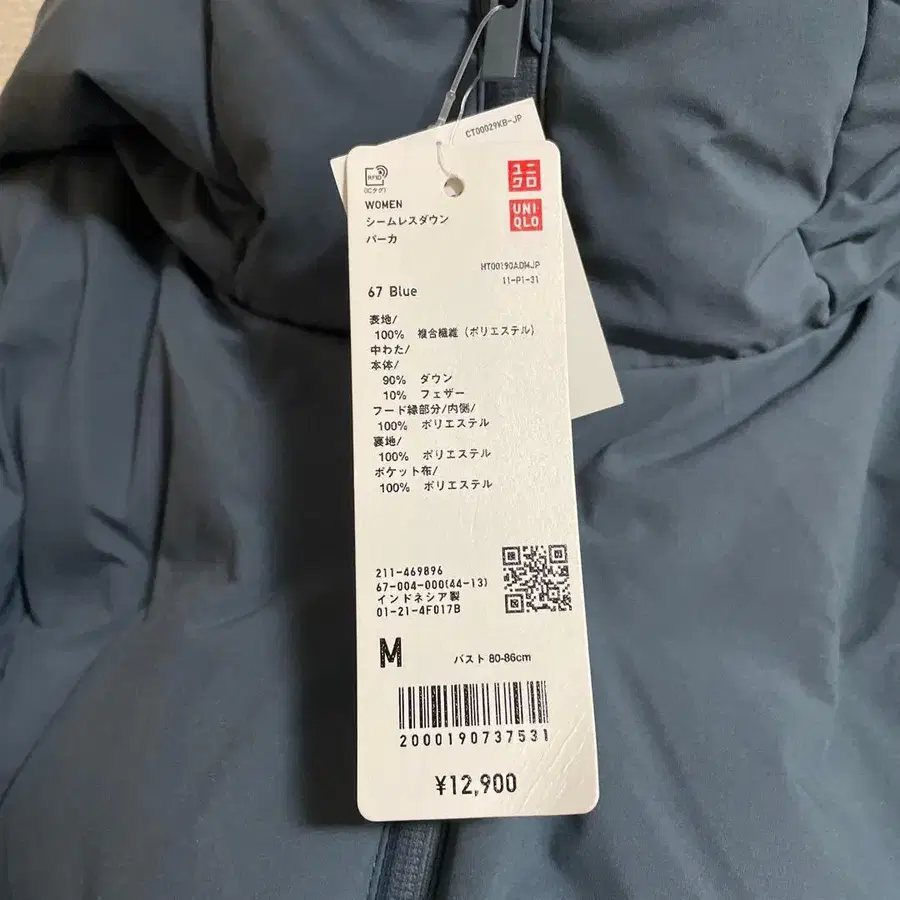 CT00029KB-JP
RFID
(ICタグ)
ユニ
クロ
UNI
QLO
WOMEN
シームレスダウン
パーカ
HT00190ADM4JP
11-P1-31
67 Blue
表地/
100% 複合繊維(ポリエステル)
中わた/
本体/
90% ダウン
10% フェザー
フード縁部分/内側/
100% ポリエステル
裏地/
100% ポリエステル
ポケット布/
100% ポリエステル
211-469896
67-004-000(44-13)
インドネシア製
01-21-4F017B
M バスト 80-86cm
2000190737531
¥12,900